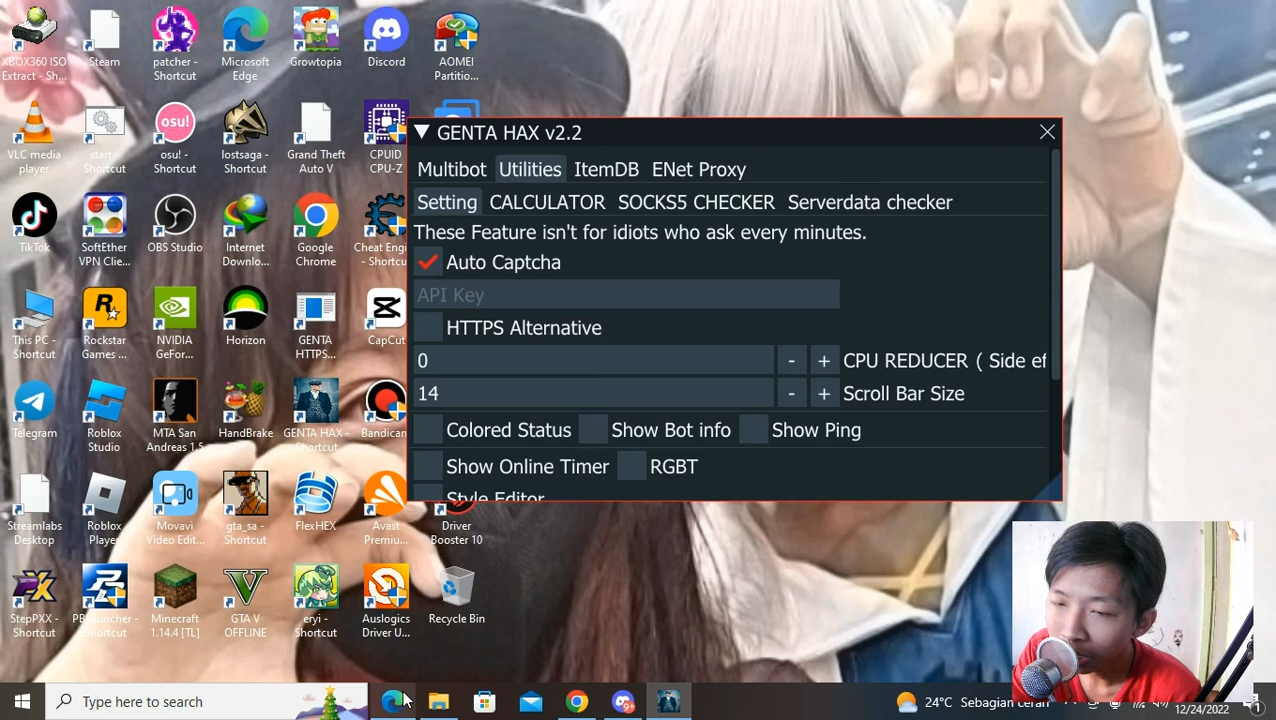 XBOX360 ISO
Extract - Sh...
Steam
patcher -
Shortcut
Microsoft
Edge
Growtopia
Discord
AOMEI
Partitio...
VLC media
player
start
Shortcut
osu!
osu! -
Shortcut
lostsaga -
Shortcut
Grand Theft
Auto V
CPUID
CPU-Z
TikTok
SoftEther
VPN Clie...
OBS Studio
Internet
Downlo...
Google
Chrome
Cheat Engi...
- Shortcut
This PC -
Shortcut
Rockstar
Games ...
NVIDIA
GeFor...
Horizon
GENTA
HTTPS...
CapCut
Telegram
Roblox
Studio
MTA San
Andreas 1.5
HandBrake
GENTA HAX -
Shortcut
Bandicam
Streamlabs
Desktop
Roblox
Player
Movavi
Video Edit...
gta_sa -
Shortcut
FlexHEX
Avast
Premiu...
Driver
Booster 10
StepPXX -
Shortcut
Shortcut
Minecraft
1.14.4 [TL]
GTA V
OFFLINE
eryi -
Shortcut
Auslogics
Driver U...
Recycle Bin
GENTA HAX v2.2
Multibot Utilities ItemDB ENet Proxy
Setting CALCULATOR SOCKS5 CHECKER Serverdata checker
These Feature isn't for idiots who ask every minutes.
Auto Captcha
API Key
HTTPS Alternative
0 - + CPU REDUCER ( Side ef
14 - + Scroll Bar Size
Colored Status Show Bot info Show Ping
Show Online Timer RGBT
Style Editor
Type here to search
24°C Sebagian cerah
12/24/2022
1